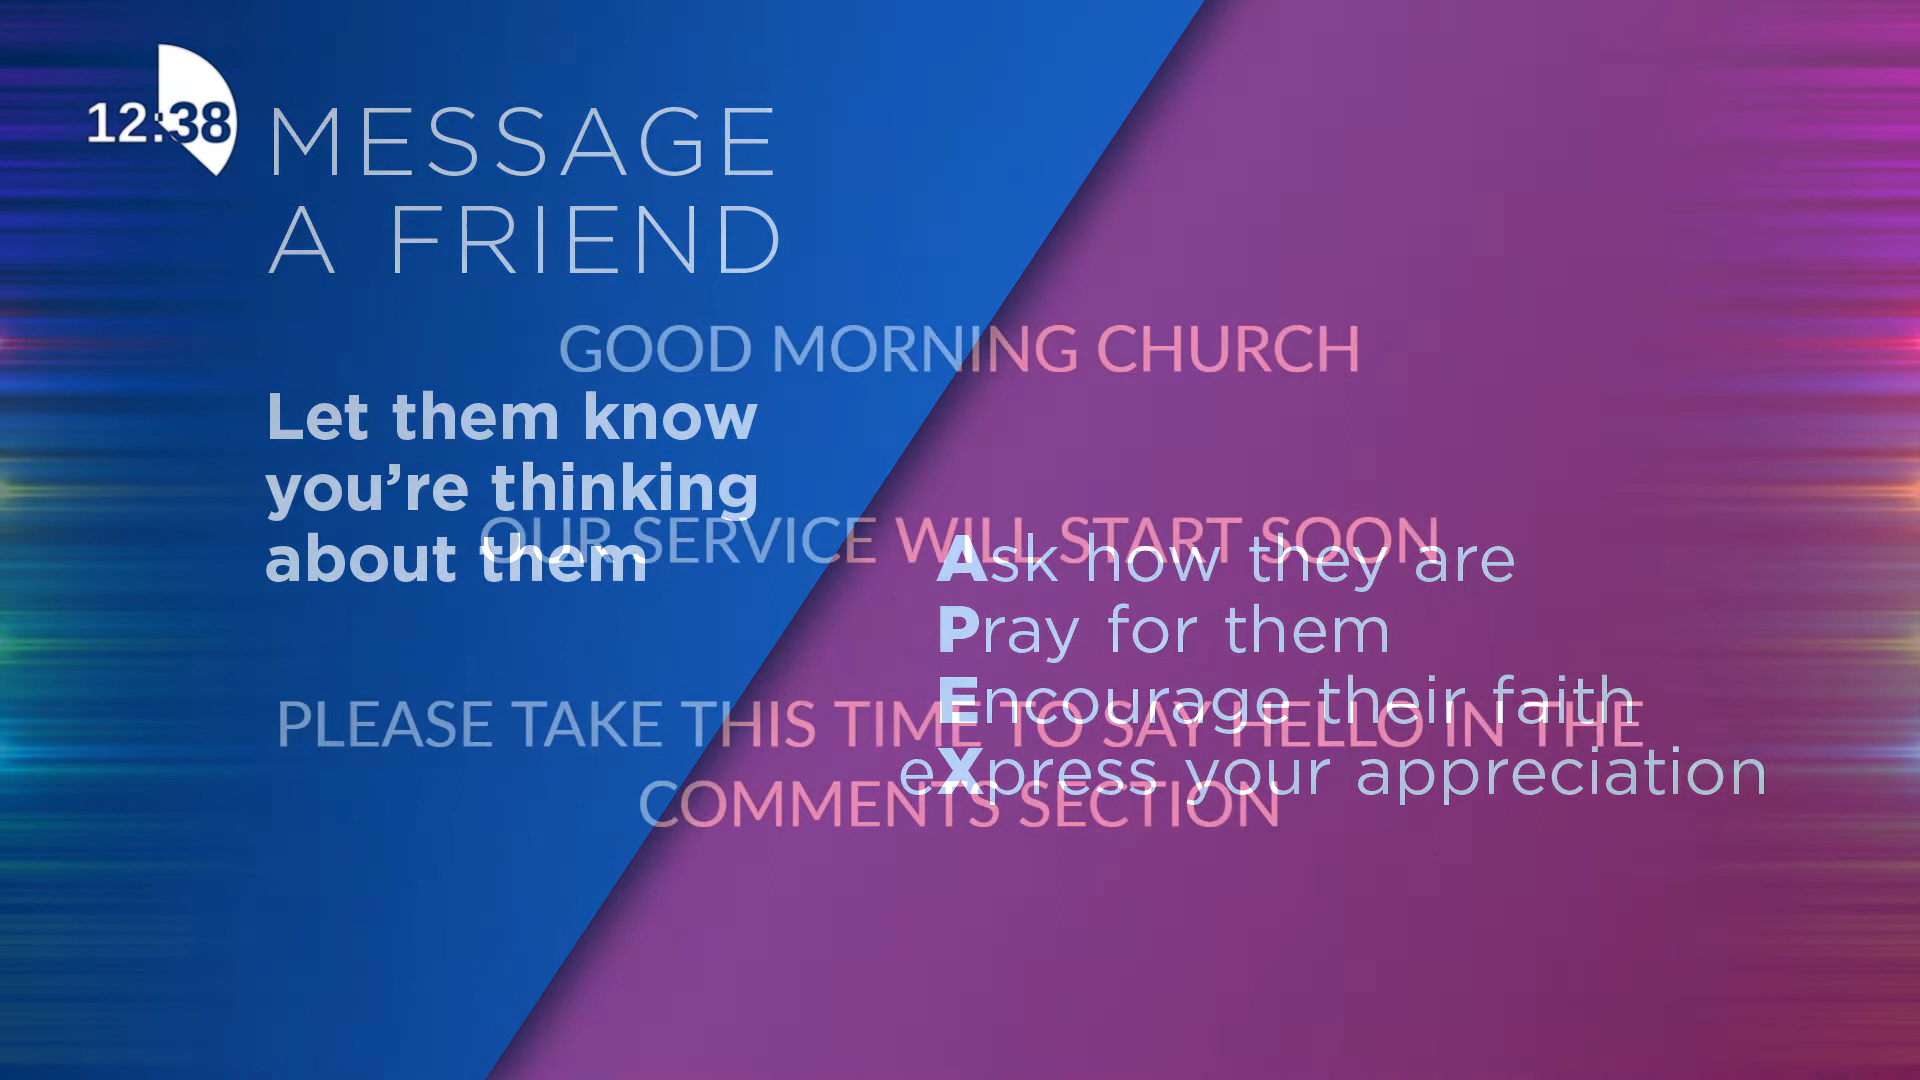 12:38
MESSAGE
A FRIEND
GOOD MORNING CHURCH
Let them know
you’re thinking
about them
OUR SERVICE WILL START SOON
Ask how they are
Pray for them
Encourage their faith
eXpress your appreciation
PLEASE TAKE THIS TIME TO SAY HELLO IN THE
COMMENTS SECTION